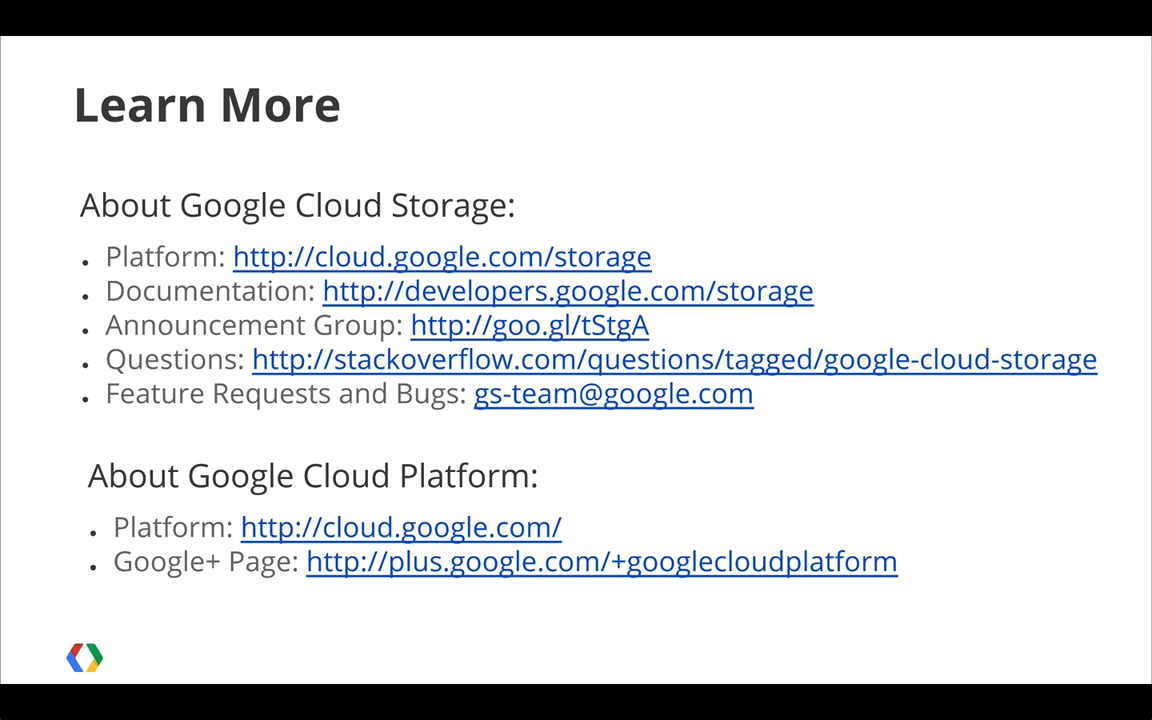 Learn More
About Google Cloud Storage:
• Platform: http://cloud.google.com/storage
• Documentation: http://developers.google.com/storage
• Announcement Group: http://goo.gl/tStgA
• Questions: http://stackoverflow.com/questions/tagged/google-cloud-storage
• Feature Requests and Bugs: gs-team@google.com
About Google Cloud Platform:
• Platform: http://cloud.google.com/
• Google+ Page: http://plus.google.com/+googlecloudplatform